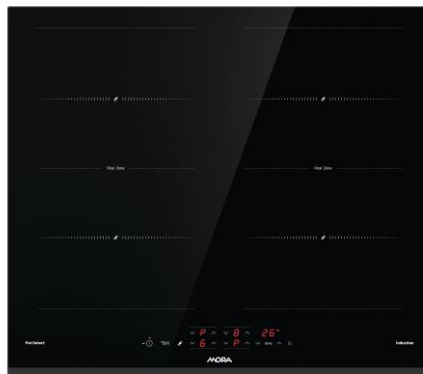 Flexi Zone Flexi Zone
P 8 26
6 P
Pot Detect Induction
MORA